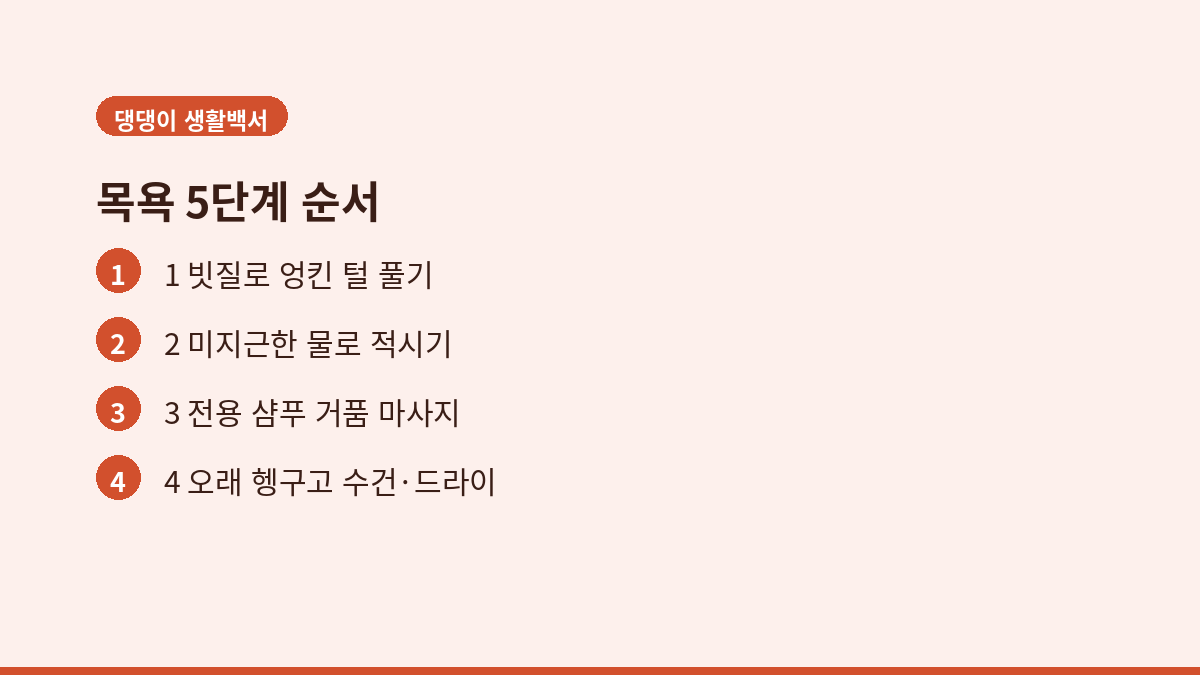 댕댕이 생활백서
목욕 5단계 순서
1 1 빗질로 엉킨 털 풀기
2 2 미지근한 물로 적시기
3 3 전용 샴푸 거품 마사지
4 4 오래 헹구고 수건·드라이